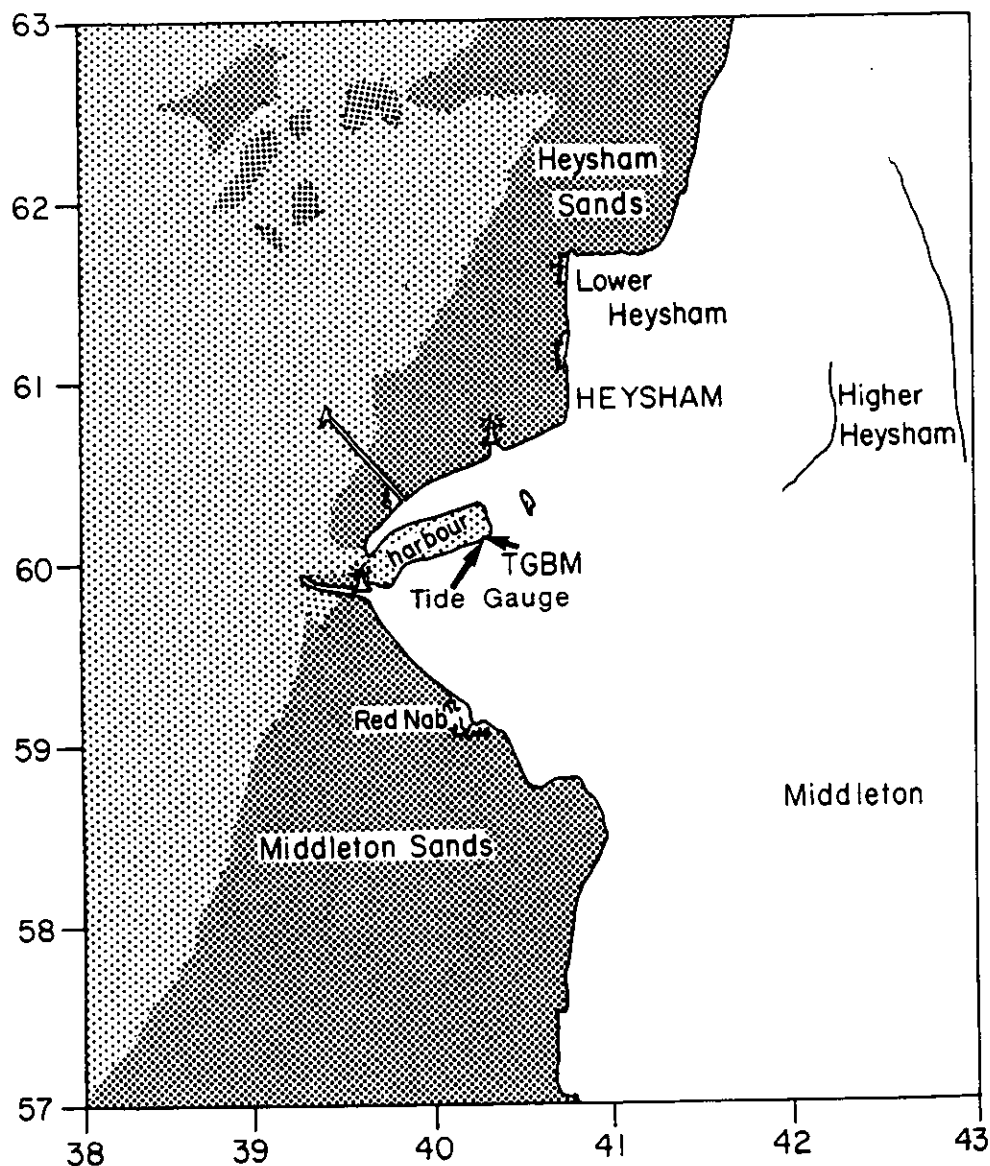 63
Heysham
Sands
62
Lower
Heysham
61
HEYSHAM
Higher
Heysham
harbour
60
TGBM
Tide Gauge
Red Nab
59
Middleton
Middleton Sands
58
57
38
39
40
41
42
43